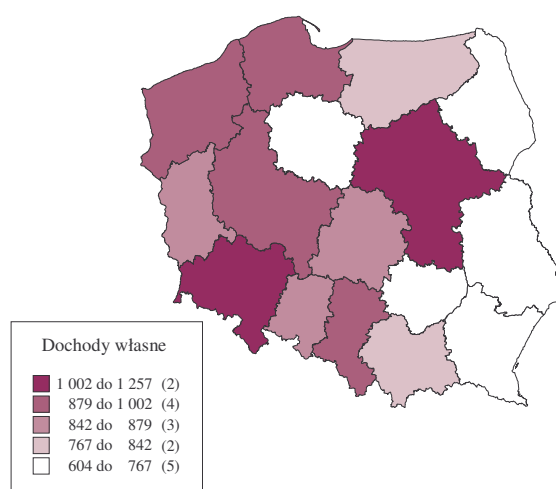 Dochody własne
1 002 do 1 257 (2)
879 do 1 002 (4)
842 do 879 (3)
767 do 842 (2)
604 do 767 (5)